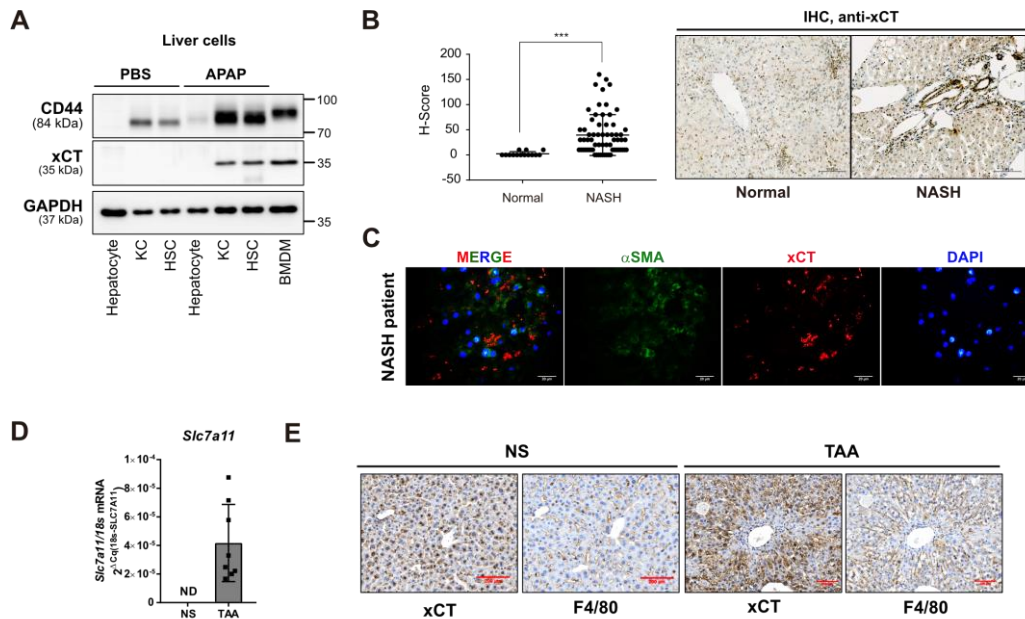 A
Liver cells
PBS APAP
CD44
(84 kDa)
100
70
xCT
(35 kDa)
35
GAPDH
(37 kDa)
35
Hepatocyte
KC
HSC
Hepatocyte
KC
HSC
BMDM
B
***
H-Score
200
150
100
50
0
-50
Normal NASH
IHC, anti-xCT
Normal NASH
C
MERGE αSMA xCT DAPI
NASH patient
D
Slc7a11
Slc7a11/18s mRNA
2^ΔCq(18s-SLC7A11)
1×10⁻⁴
8×10⁻⁵
6×10⁻⁵
4×10⁻⁵
2×10⁻⁵
0
ND
NS TAA
E
NS TAA
xCT F4/80 xCT F4/80